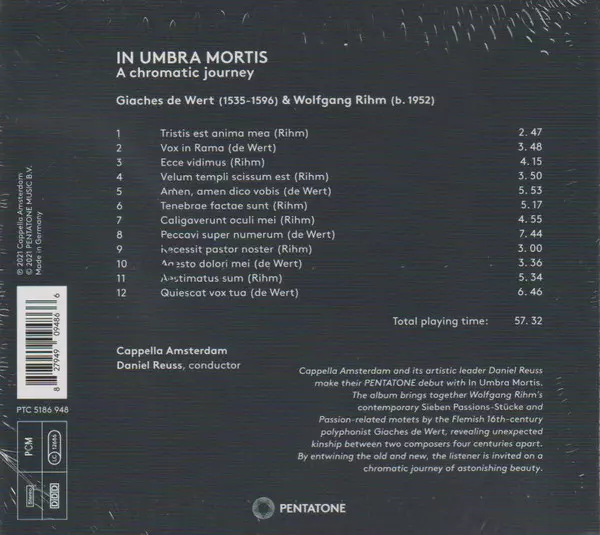 IN UMBRA MORTIS
A chromatic journey
Giaches de Wert (1535-1596) & Wolfgang Rihm (b. 1952)
1 Tristis est anima mea (Rihm) 2. 47
2 Vox in Rama (de Wert) 3. 48
3 Ecce vidimus (Rihm) 4. 15
4 Velum templi scissum est (Rihm) 3. 50
5 Amen, amen dico vobis (de Wert) 5. 53
6 Tenebrae factae sunt (Rihm) 5. 17
7 Caligaverunt oculi mei (Rihm) 4. 55
8 Peccavi super numerum (de Wert) 7. 44
9 Recessit pastor noster (Rihm) 3. 00
10 Adesto dolori mei (de Wert) 3. 36
11 Aestimatus sum (Rihm) 5. 34
12 Quiescat vox tua (de Wert) 6. 46
Total playing time: 57. 32
Cappella Amsterdam
Daniel Reuss, conductor
Cappella Amsterdam and its artistic leader Daniel Reuss
make their PENTATONE debut with In Umbra Mortis.
The album brings together Wolfgang Rihm's
contemporary Sieben Passions-Stücke and
Passion-related motets by the Flemish 16th-century
polyphonist Giaches de Wert, revealing unexpected
kinship between two composers four centuries apart.
By entwining the old and new, the listener is invited on a
chromatic journey of astonishing beauty.
PENTATONE
℗ 2021 Cappella Amsterdam
© 2021 PENTATONE MUSIC B.V.
Made in Germany
8 27949 09486 6
PTC 5186 948
PCM
LC 12686
Stereo
DDD